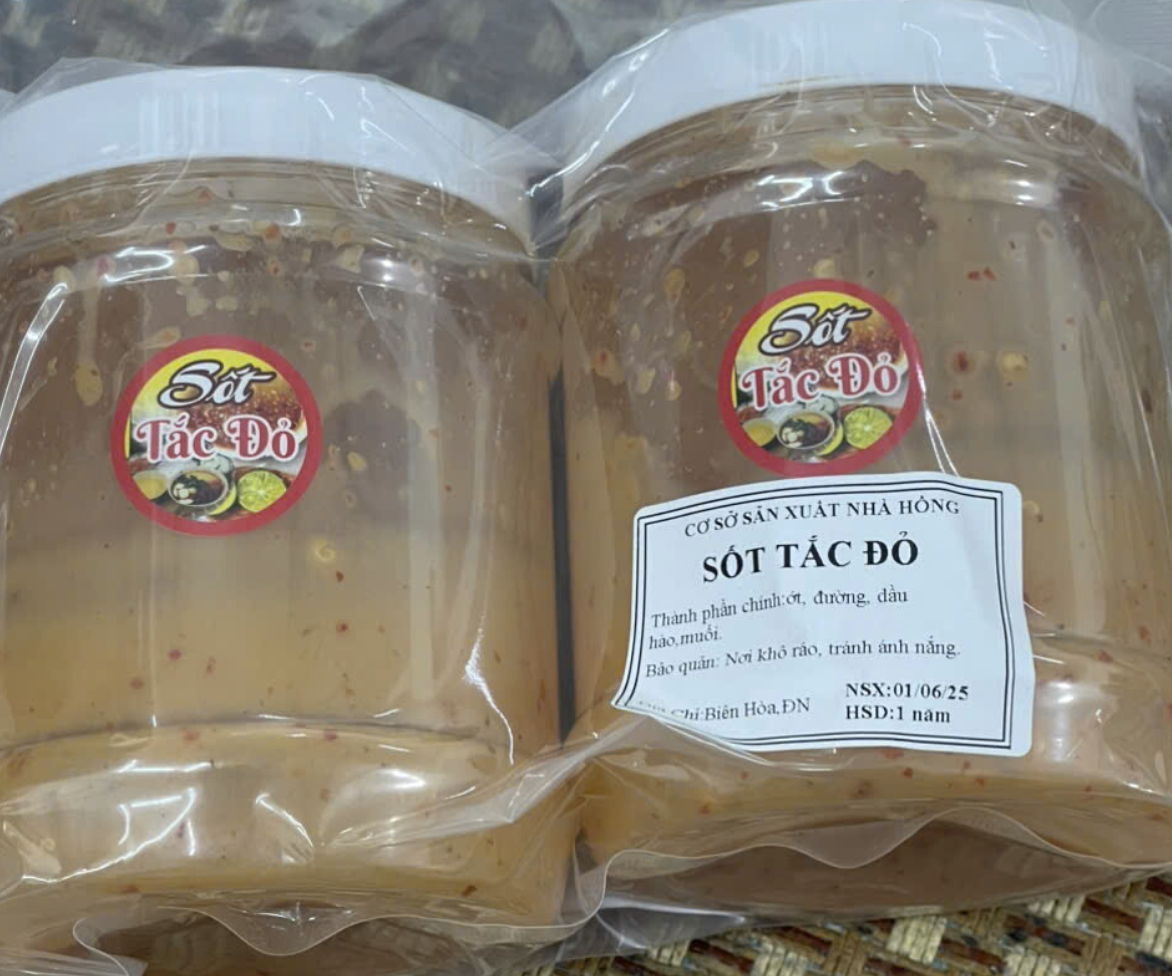 Sốt
Tắc Đỏ
Sốt
Tắc Đỏ
CƠ SỞ SẢN XUẤT NHÀ HỒNG
SỐT TẮC ĐỎ
Thành phần chính:ớt, đường, dầu
hào,muối.
Bảo quản: Nơi khô ráo, tránh ánh nắng.
Chỉ:Biên Hòa,ĐN
NSX:01/06/25
HSD:1 năm